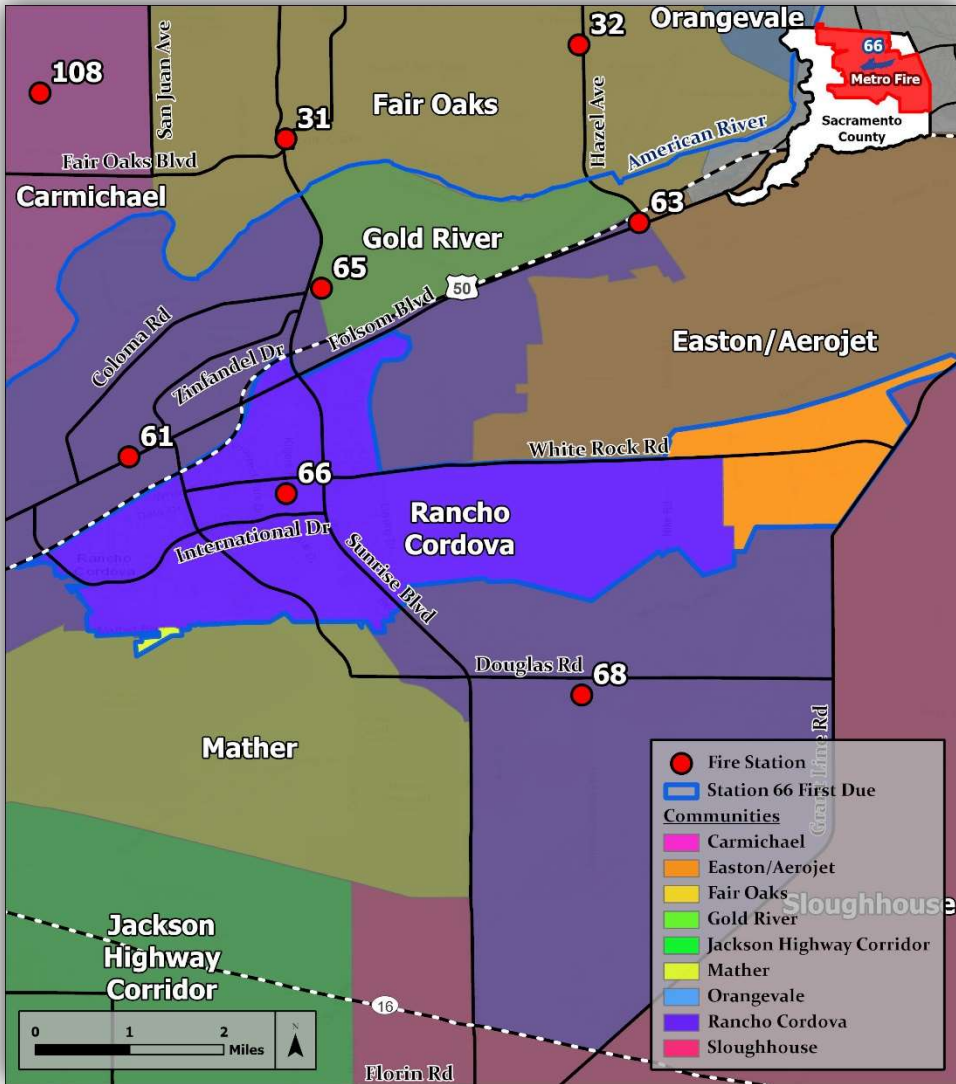 Orangevale
32
66
Metro Fire
Sacramento
County
108
San Juan Ave
Fair Oaks
31
Hazel Ave
American River
Fair Oaks Blvd
Carmichael
63
Gold River
65
50
Folsom Blvd
Coloma Rd
Zinfandel Dr
Easton/Aerojet
61
White Rock Rd
66
Rancho
Cordova
International Dr
Rancho
Cordova
Sunrise Blvd
Douglas Rd
68
Mather
Grant Line Rd
Fire Station
Station 66 First Due
Communities
Carmichael
Easton/Aerojet
Fair Oaks
Gold River
Jackson Highway Corridor
Mather
Orangevale
Rancho Cordova
Sloughhouse
Sloughhouse
Jackson
Highway
Corridor
16
0 1 2
Miles
N
Florin Rd